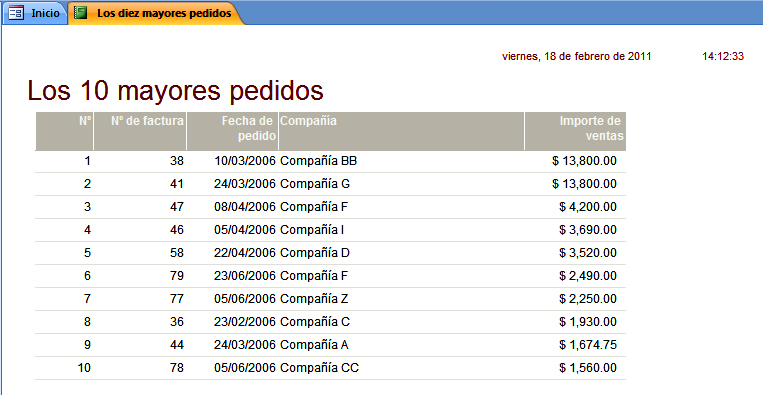 Inicio Los diez mayores pedidos
viernes, 18 de febrero de 2011 14:12:33
Los 10 mayores pedidos
Nº Nº de factura Fecha de pedido Compañía Importe de ventas
1 38 10/03/2006 Compañía BB $ 13,800.00
2 41 24/03/2006 Compañía G $ 13,800.00
3 47 08/04/2006 Compañía F $ 4,200.00
4 46 05/04/2006 Compañía I $ 3,690.00
5 58 22/04/2006 Compañía D $ 3,520.00
6 79 23/06/2006 Compañía F $ 2,490.00
7 77 05/06/2006 Compañía Z $ 2,250.00
8 36 23/02/2006 Compañía C $ 1,930.00
9 44 24/03/2006 Compañía A $ 1,674.75
10 78 05/06/2006 Compañía CC $ 1,560.00